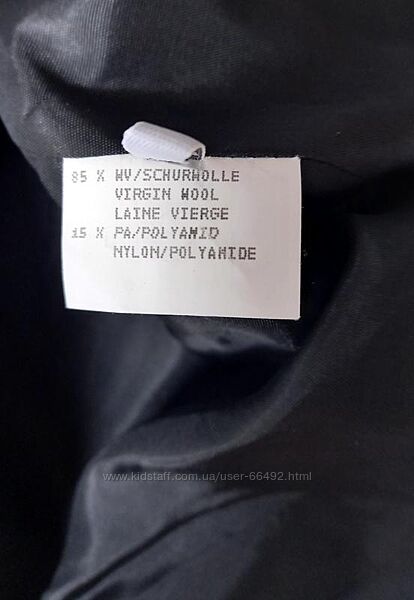 85 % WV/SCHURWOLLE
VIRGIN WOOL
LAINE VIERGE
15 % PA/POLYAMID
NYLON/POLYAMIDE
www.kidstaff.com.ua/user-66492.html